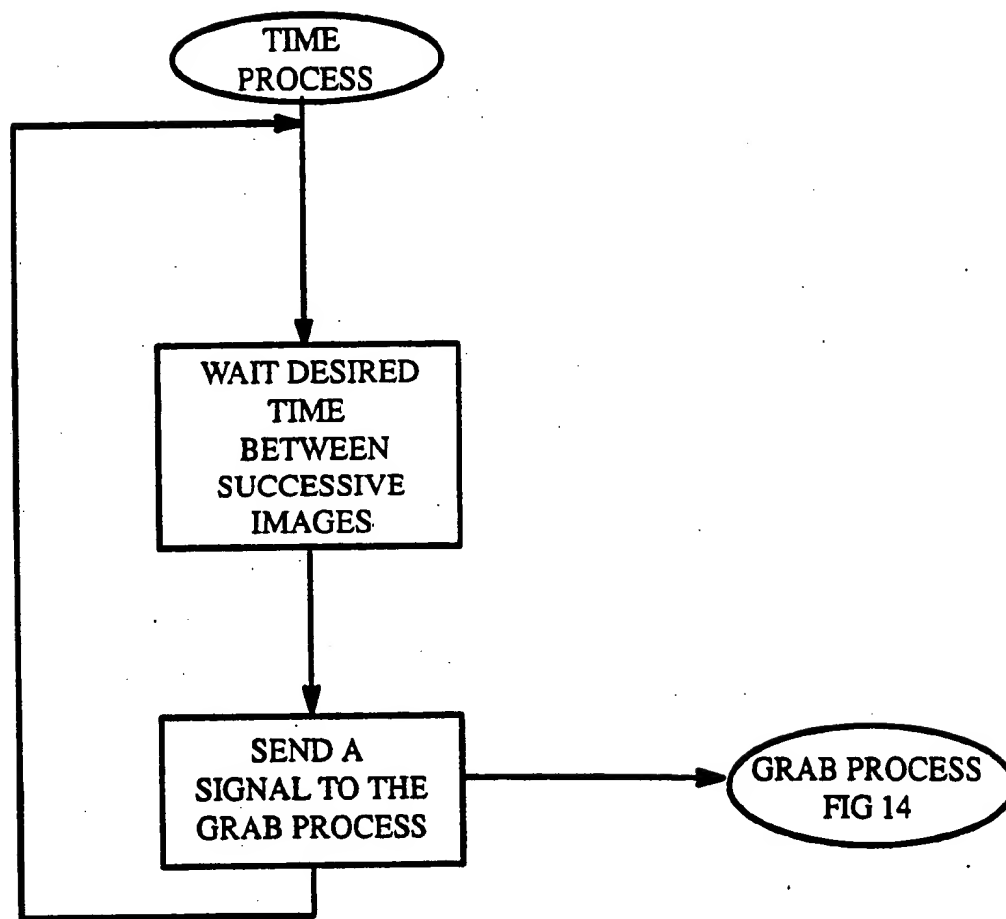 TIME
PROCESS
WAIT DESIRED
TIME
BETWEEN
SUCCESSIVE
IMAGES
SEND A
SIGNAL TO THE
GRAB PROCESS
GRAB PROCESS
FIG 14